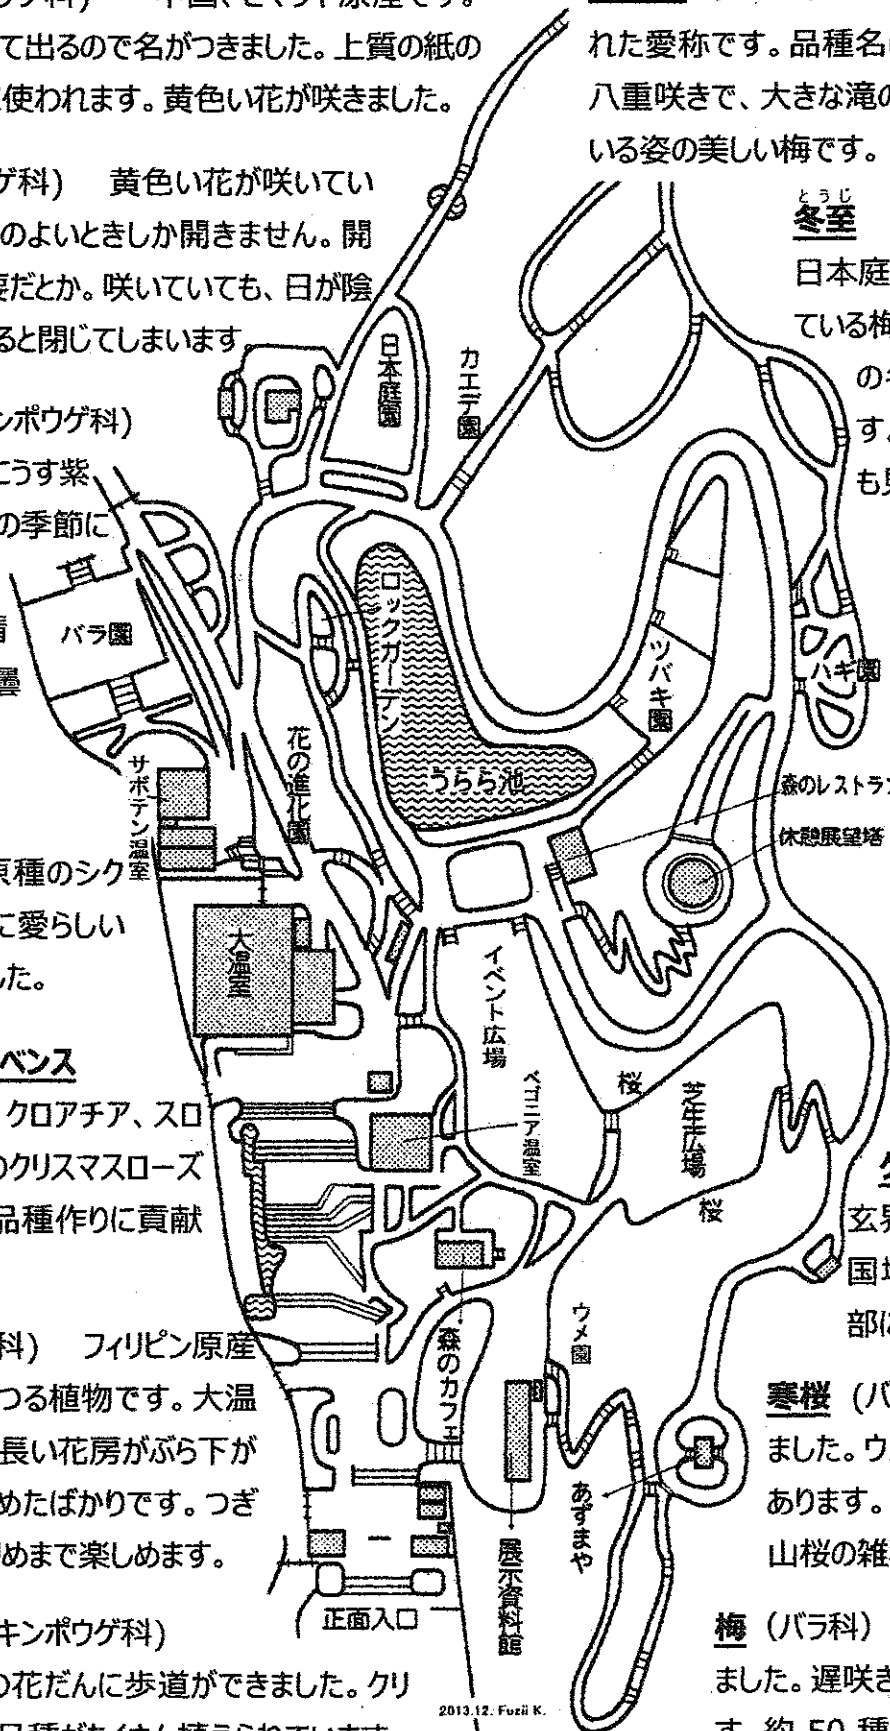 て出るので名がつきました。上質の紙の
使われます。黄色い花が咲きました。
黄色い花が咲いてい
のよいときしか開きません。開
だとか。咲いていても、日が陰
ると閉じてしまいます
ンポウゲ科)
こうす紫
の季節に
原種のシク
に愛らしい
した。
ベンス
クロアチア、スロ
のクリスマスローズ
品種作りに貢献
科) フィリピン原産
つる植物です。大温
長い花房がぶら下が
めたばかりです。つぎ
めまで楽しめます。
キンポウゲ科)
の花だんに歩道ができました。クリ
れた愛称です。品種名
八重咲きで、大きな滝の
いる姿の美しい梅です。
とうじ
冬至
日本庭
ている梅
の
す。
も
玄界
国
部に
寒桜 (バ
ました。ウ
あります。
山桜の雑
梅 (バラ科)
ました。遅咲き
す。約 50 種
日本庭園
カエデ園
ロックガーデン
バラ園
ツバキ園
ハギ園
サボテン温室
花の進化園
うらら池
森のレストラン
休憩展望塔
大温室
イベント広場
ベゴニア温室
桜
芝生広場
桜
ウメ園
森のカフェ
あずまや
展示資料館
正面入口
2013.12. Fuzii K.